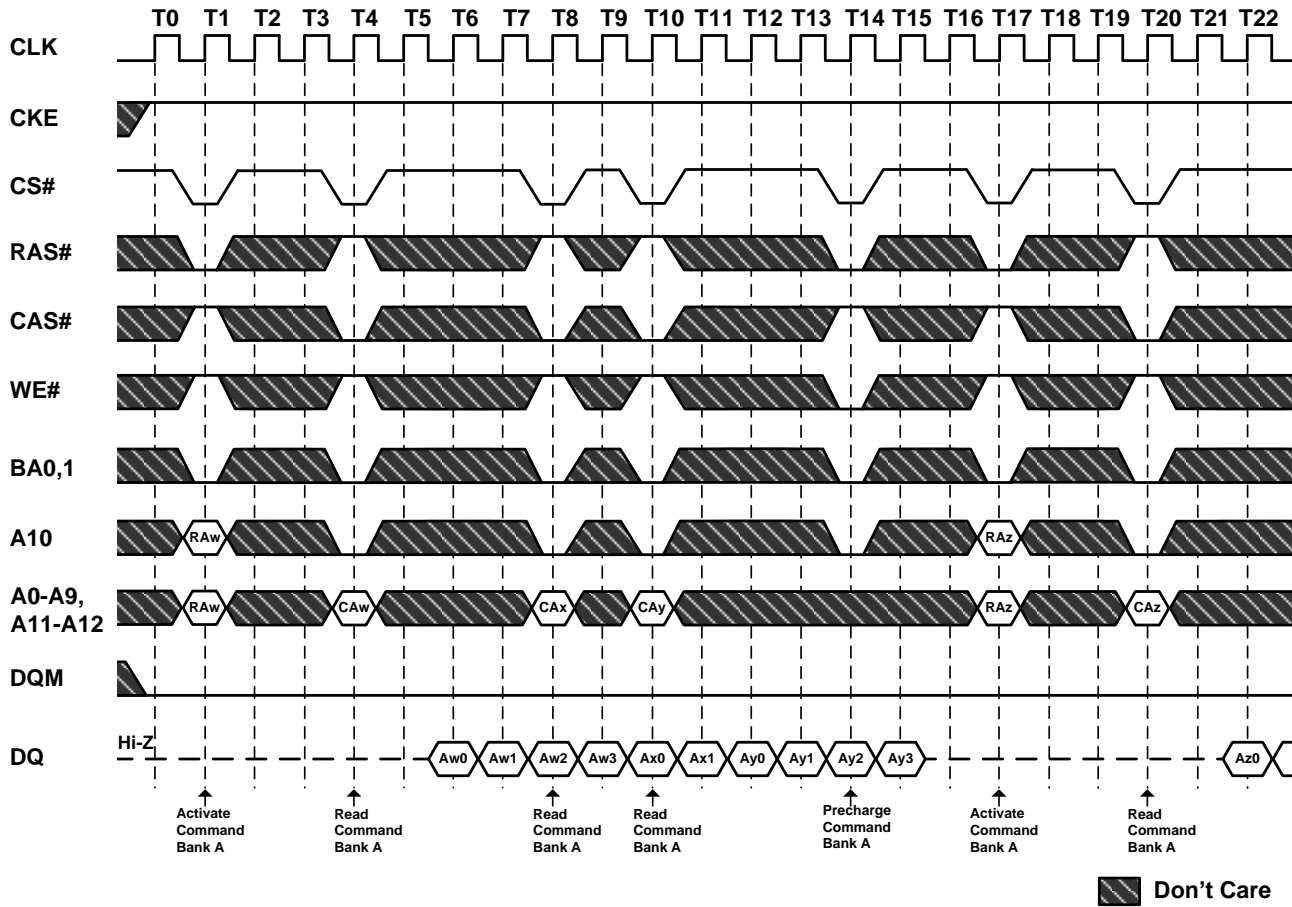 T0 T1 T2 T3 T4 T5 T6 T7 T8 T9 T10 T11 T12 T13 T14 T15 T16 T17 T18 T19 T20 T21 T22
CLK
CKE
CS#
RAS#
CAS#
WE#
BA0,1
A10
RAw RAz
A0-A9,
A11-A12
RAw CAw CAx CAy RAz CAz
DQM
Hi-Z
DQ
Aw0 Aw1 Aw2 Aw3 Ax0 Ax1 Ay0 Ay1 Ay2 Ay3 Az0
Activate
Command
Bank A
Read
Command
Bank A
Read
Command
Bank A
Read
Command
Bank A
Precharge
Command
Bank A
Activate
Command
Bank A
Read
Command
Bank A
Don't Care